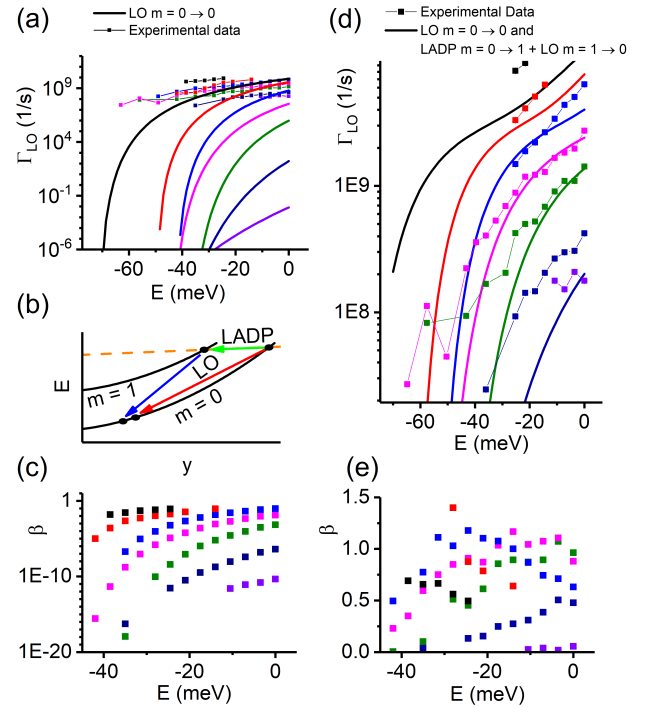 (a)
LO m = 0 → 0
Experimental data
Γ_LO (1/s)
10^9
10^4
10^-1
10^-6
-60 -40 -20 0
E (meV)
(b)
LADP
LO
m = 1
m = 0
E
y
(c)
β
1
1E-10
1E-20
-40 -20 0
E (meV)
(d)
Experimental Data
LO m = 0 → 0 and
LADP m = 0 → 1 + LO m = 1 → 0
Γ_LO (1/s)
1E9
1E8
-60 -40 -20 0
E (meV)
(e)
β
1.5
1.0
0.5
0.0
-40 -20 0
E (meV)